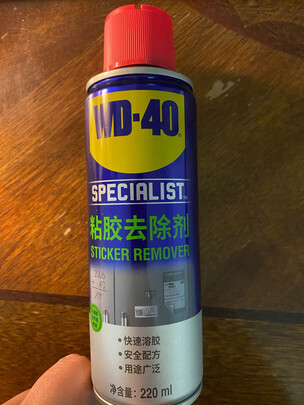 WD-40
SPECIALIST
粘胶去除剂
STICKER REMOVER
•快速溶胶
•安全配方
•用途广泛
净含量: 220 ml